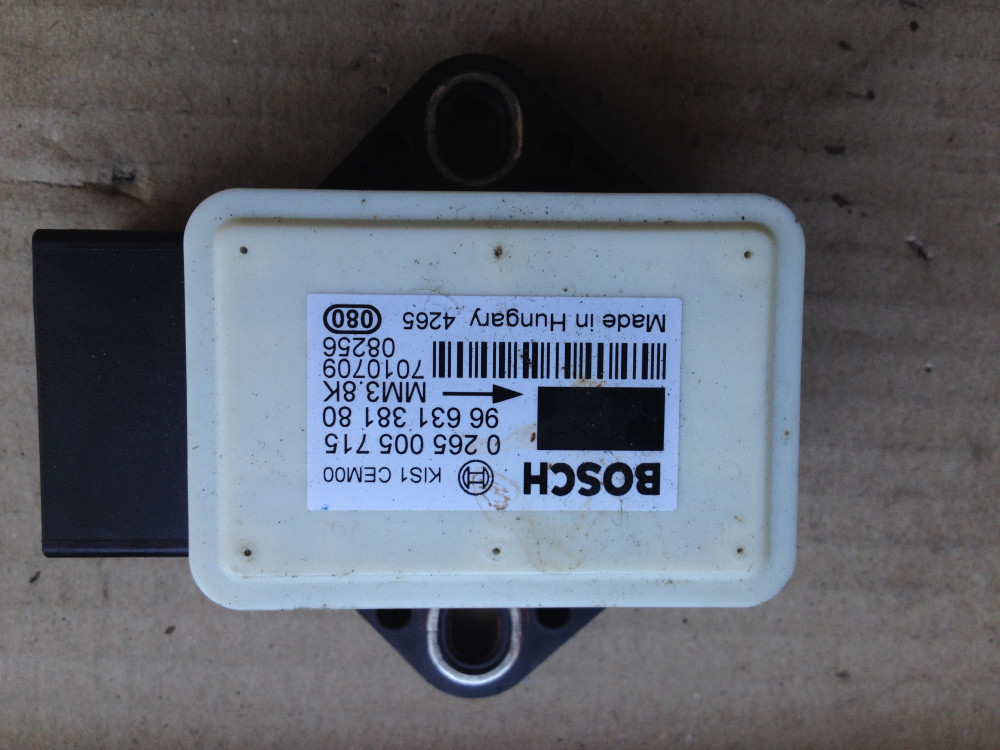 BOSCH KIS1 CEM00
0 265 005 715
96 631 381 80
MM3.8K
7010709
08256
Made in Hungary 4265 080